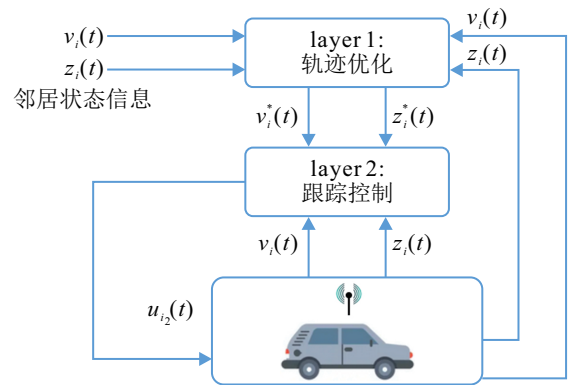 v_i(t)
z_i(t)
邻居状态信息
layer 1:
轨迹优化
v_i(t)
z_i(t)
v_i^*(t)
z_i^*(t)
layer 2:
跟踪控制
v_i(t)
z_i(t)
u_{i_2}(t)